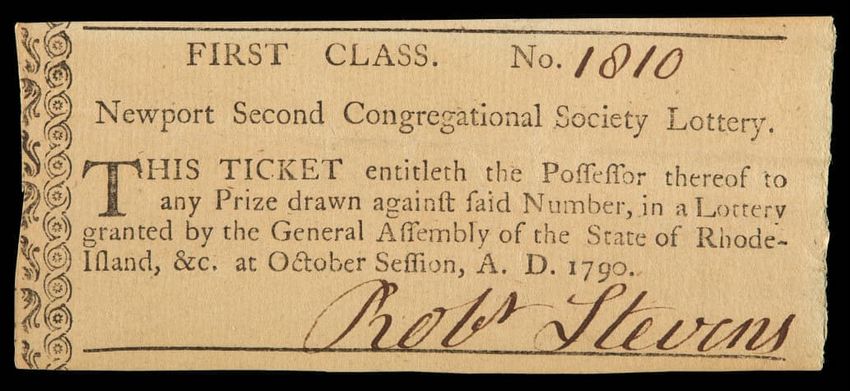 FIRST CLASS. No. 1810
Newport Second Congregational Society Lottery.
THIS TICKET entitleth the Poſſeſſor thereof to
any Prize drawn againſt ſaid Number, in a Lottery
granted by the General Aſſembly of the State of Rhode-
Iſland, &c. at October Seſſion, A. D. 1790.
Robt Stevens